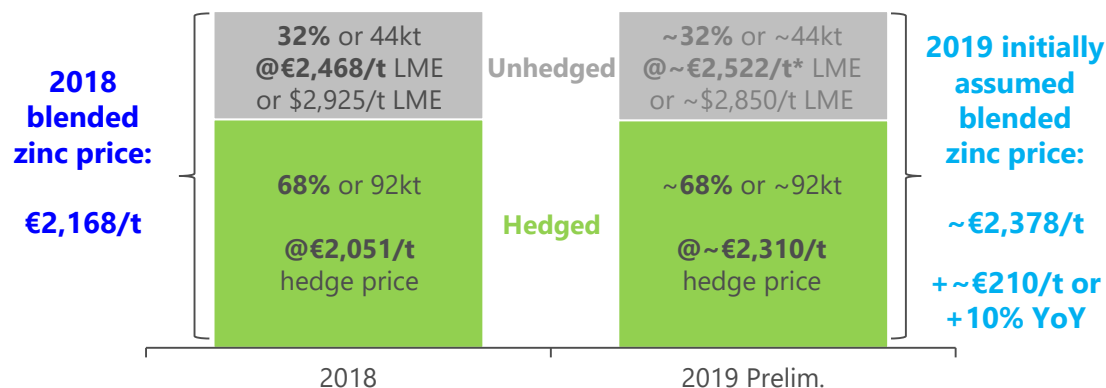 2018
blended
zinc price:
€2,168/t
32% or 44kt
@€2,468/t LME
or $2,925/t LME
68% or 92kt
@€2,051/t
hedge price
Unhedged
Hedged
~32% or ~44kt
@~€2,522/t* LME
or ~$2,850/t LME
~68% or ~92kt
@~€2,310/t
hedge price
2019 initially
assumed
blended
zinc price:
~€2,378/t
+~€210/t or
+10% YoY
2018
2019 Prelim.